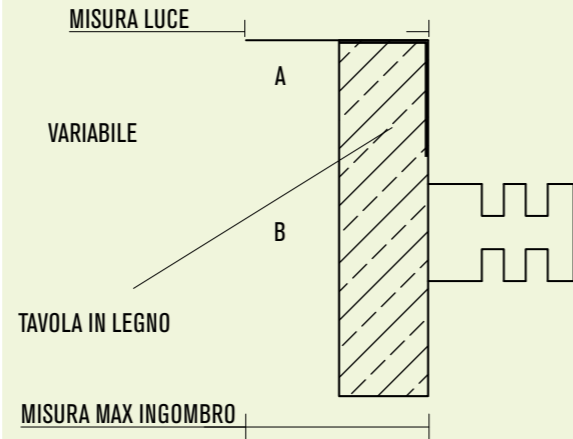 MISURA LUCE
A
VARIABILE
B
TAVOLA IN LEGNO
MISURA MAX INGOMBRO